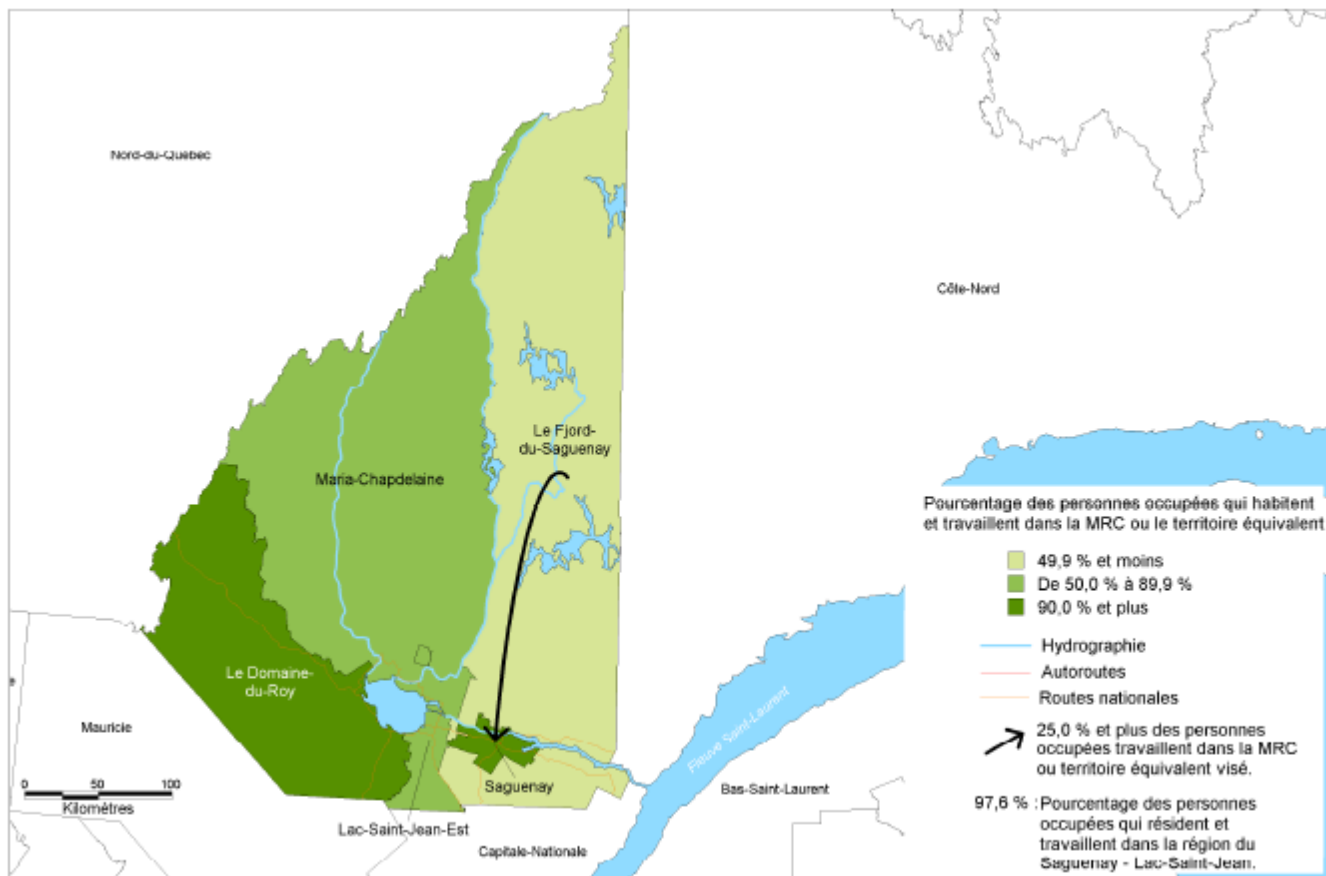 Nord-du-Québec
Côte-Nord
Le Fjord-
du-Saguenay
Maria-Chapdelaine
Le Domaine-
du-Roy
Mauricie
0 50 100
Kilomètres
Saguenay
Lac-Saint-Jean-Est
Capitale-Nationale
Fleuve Saint-Laurent
Bas-Saint-Laurent
Pourcentage des personnes occupées qui habitent
et travaillent dans la MRC ou le territoire équivalent
49,9 % et moins
De 50,0 % à 89,9 %
90,0 % et plus
Hydrographie
Autoroutes
Routes nationales
25,0 % et plus des personnes
occupées travaillent dans la MRC
ou territoire équivalent visé.
97,6 % : Pourcentage des personnes
occupées qui résident et
travaillent dans la région du
Saguenay - Lac-Saint-Jean.